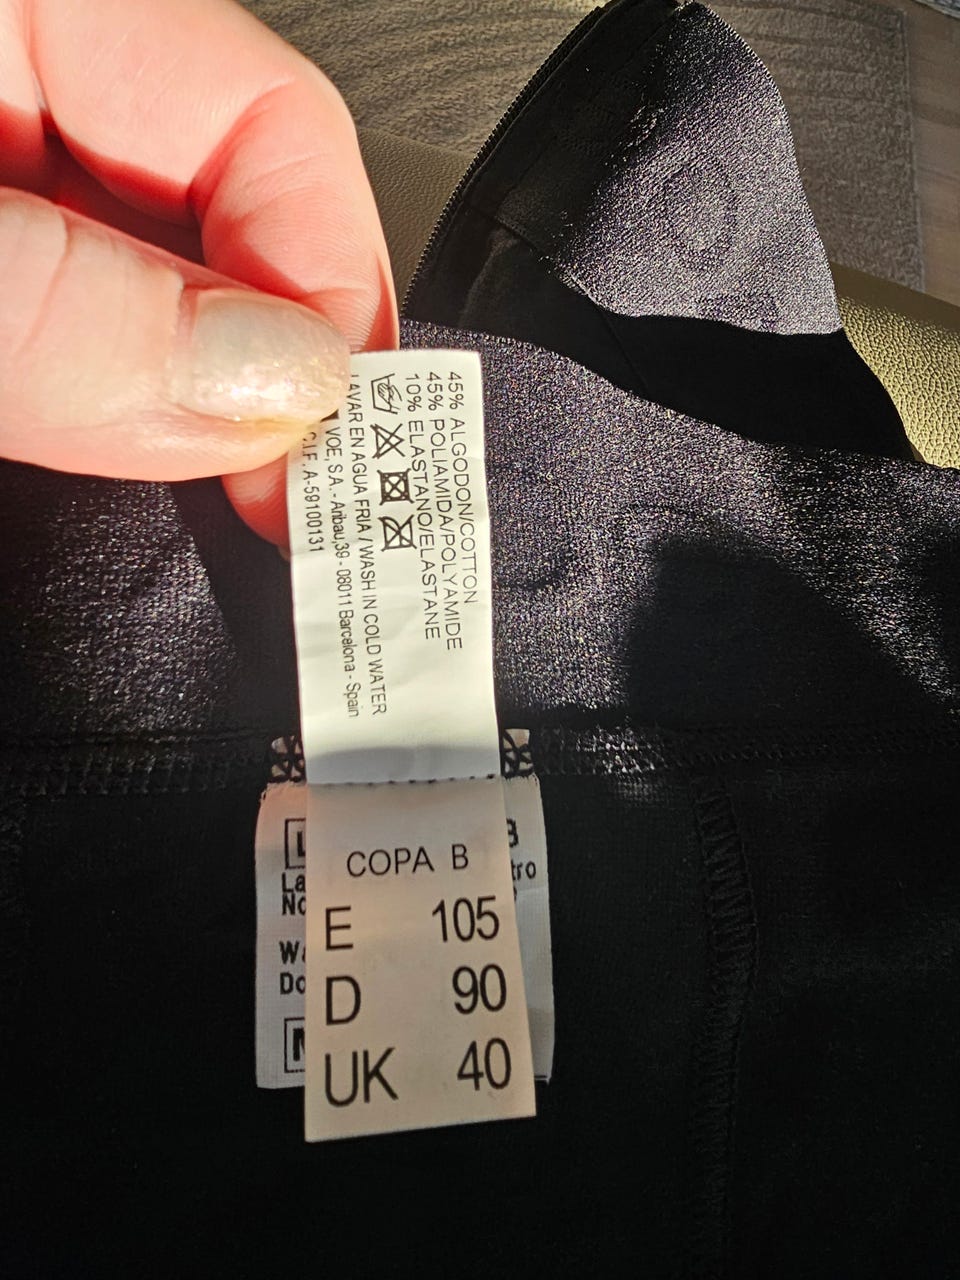 45% ALGODON/COTTON
45% POLIAMIDA/POLYAMIDE
10% ELASTANO/ELASTANE
LAVAR EN AGUA FRIA / WASH IN COLD WATER
VOE, S.A. - Aribau, 39 - 08011 Barcelona - Spain
C.I.F. A-59100131
COPA B
E 105
D 90
UK 40